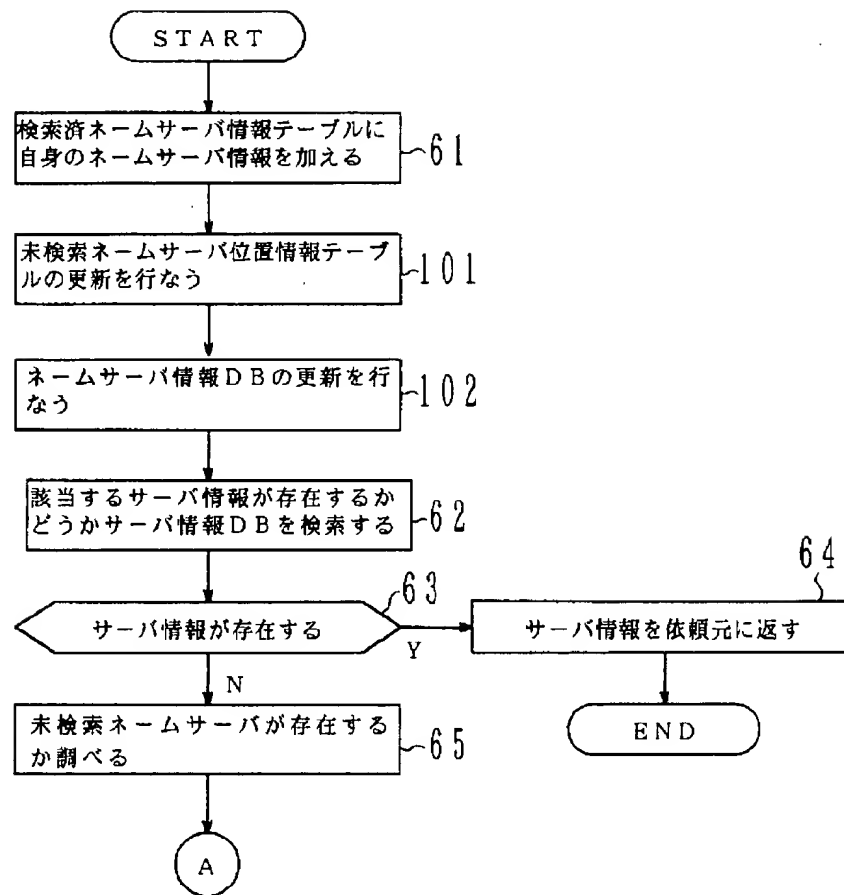 START
検索済ネームサーバ情報テーブルに
自身のネームサーバ情報を加える
61
未検索ネームサーバ位置情報テーブ
ルの更新を行なう
101
ネームサーバ情報DBの更新を行
なう
102
該当するサーバ情報が存在するか
どうかサーバ情報DBを検索する
62
サーバ情報が存在する
63
Y
サーバ情報を依頼元に返す
64
END
N
未検索ネームサーバが存在する
か調べる
65
A